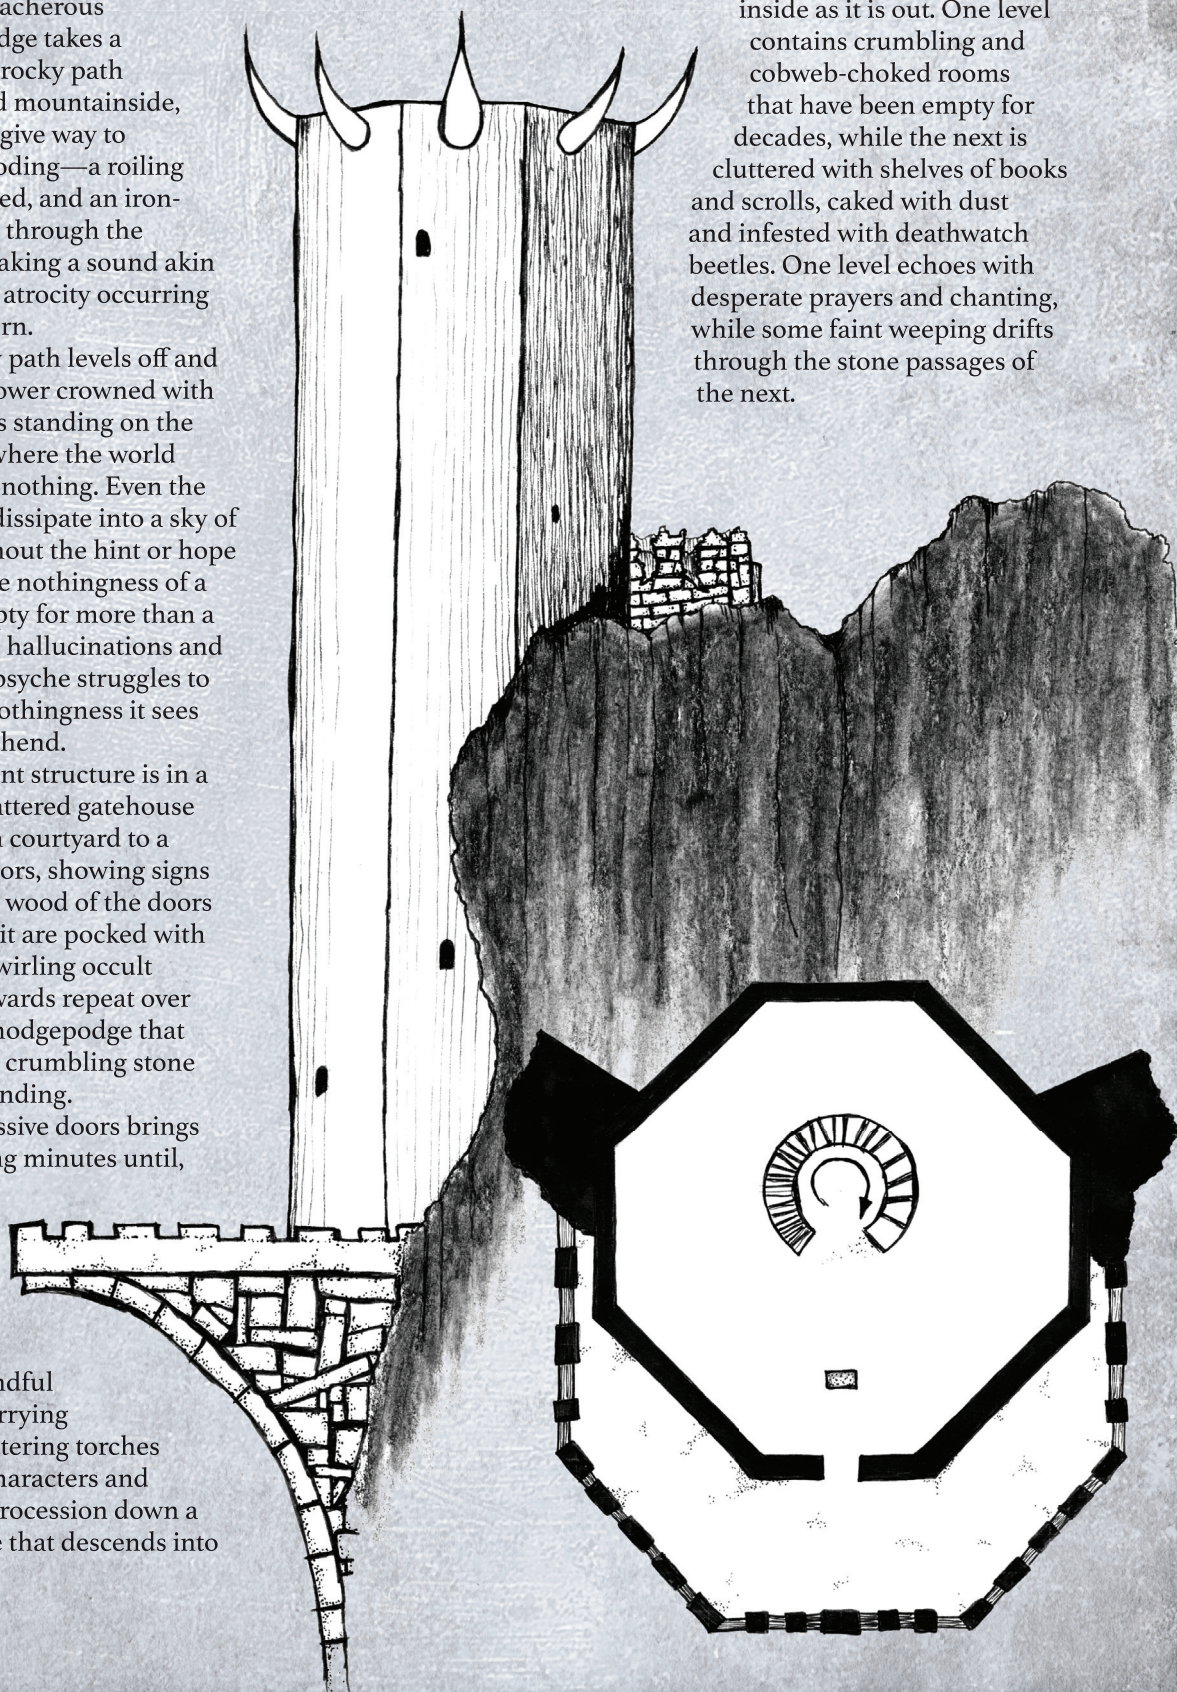 acherous
dge takes a
rocky path
d mountainside,
give way to
oding—a roiling
ed, and an iron-
through the
aking a sound akin
atrocity occurring
rn.
path levels off and
ower crowned with
s standing on the
where the world
nothing. Even the
dissipate into a sky of
hout the hint or hope
e nothingness of a
pty for more than a
hallucinations and
psyche struggles to
othingness it sees
hend.
nt structure is in a
attered gatehouse
courtyard to a
ors, showing signs
wood of the doors
it are pocked with
wirling occult
wards repeat over
hodgepodge that
crumbling stone
nding.
ssive doors brings
ng minutes until,
ndful
rrying
ttering torches
haracters and
rocession down a
e that descends into
inside as it is out. One level
contains crumbling and
cobweb-choked rooms
that have been empty for
decades, while the next is
cluttered with shelves of books
and scrolls, caked with dust
and infested with deathwatch
beetles. One level echoes with
desperate prayers and chanting,
while some faint weeping drifts
through the stone passages of
the next.